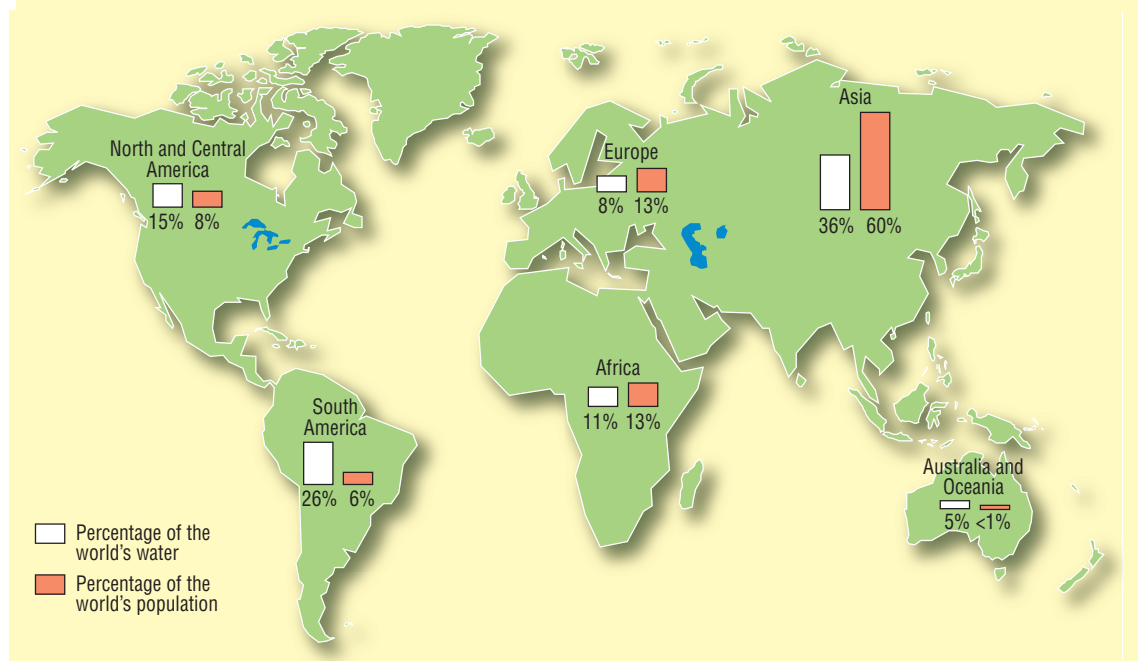 North and Central
America
15% 8%
Europe
8% 13%
Asia
36% 60%
South
America
26% 6%
Africa
11% 13%
Australia and
Oceania
5% <1%
Percentage of the
world's water
Percentage of the
world's population